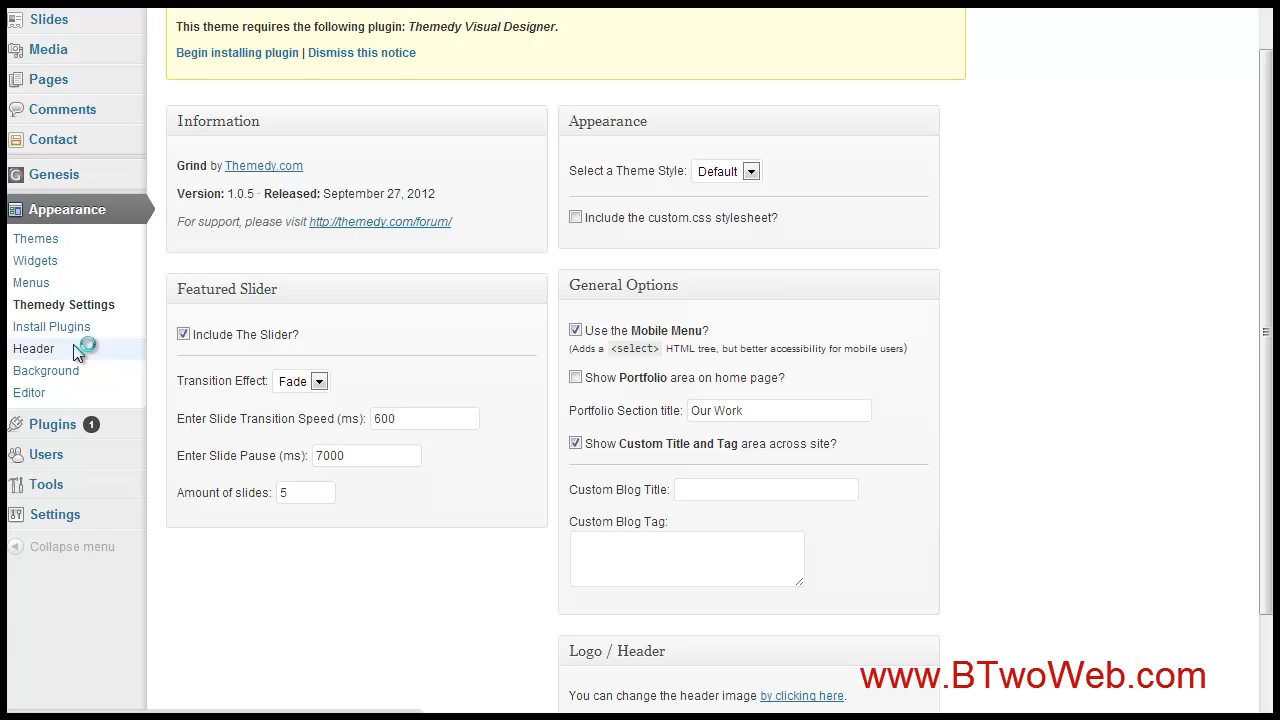 Slides
Media
Pages
Comments
Contact
Genesis
Appearance
Themes
Widgets
Menus
Themedy Settings
Install Plugins
Header
Background
Editor
Plugins 1
Users
Tools
Settings
Collapse menu
This theme requires the following plugin: Themedy Visual Designer.
Begin installing plugin | Dismiss this notice
Information
Grind by Themedy.com
Version: 1.0.5 · Released: September 27, 2012
For support, please visit http://themedy.com/forum/
Featured Slider
Include The Slider?
Transition Effect: Fade
Enter Slide Transition Speed (ms): 600
Enter Slide Pause (ms): 7000
Amount of slides: 5
Appearance
Select a Theme Style: Default
Include the custom.css stylesheet?
General Options
Use the Mobile Menu?
(Adds a <select> HTML tree, but better accessibility for mobile users)
Show Portfolio area on home page?
Portfolio Section title: Our Work
Show Custom Title and Tag area across site?
Custom Blog Title:
Custom Blog Tag:
Logo / Header
You can change the header image by clicking here.
www.BTwoWeb.com